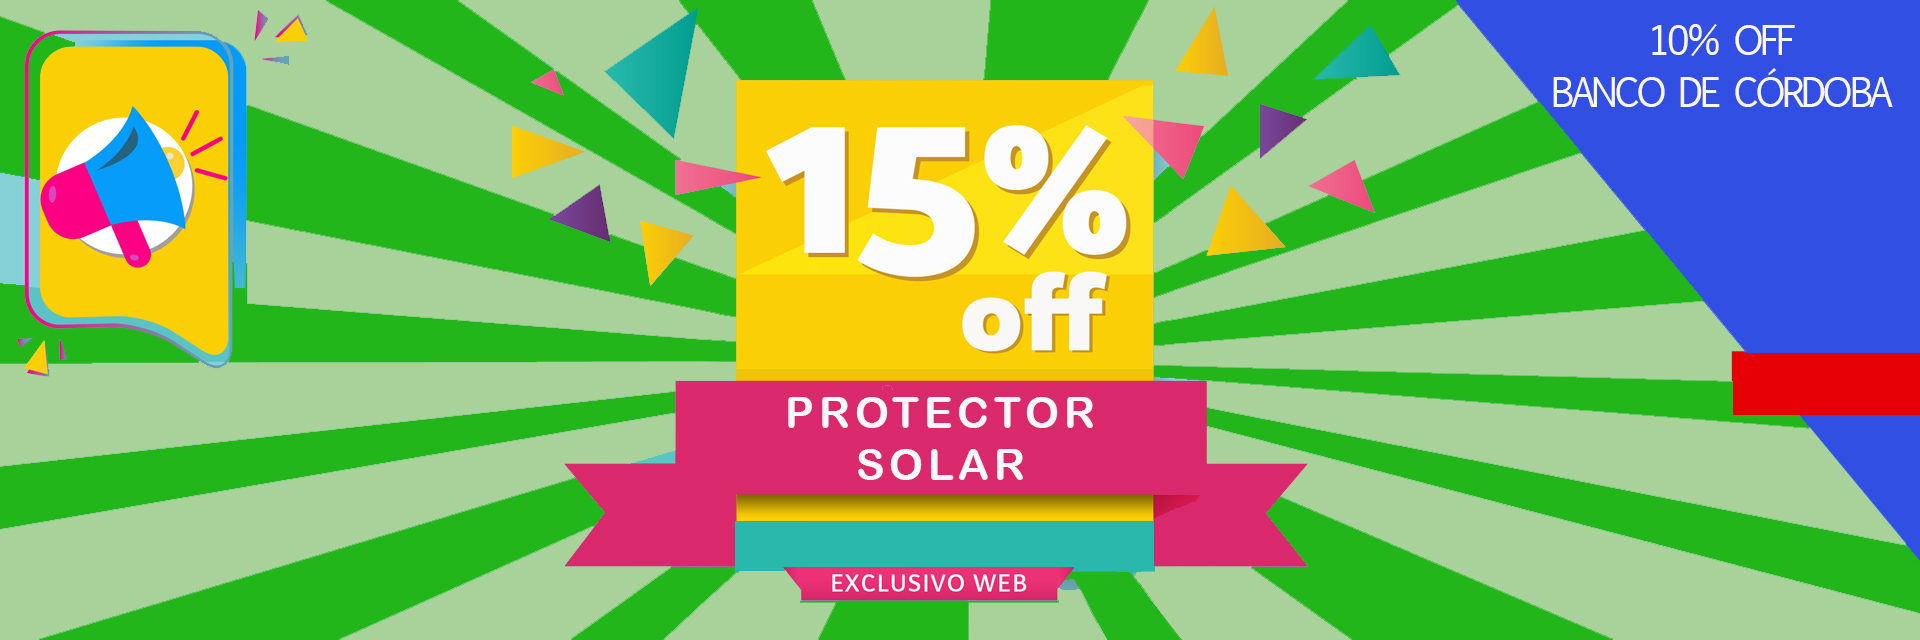 10% OFF
BANCO DE CÓRDOBA
15%
off
PROTECTOR
SOLAR
EXCLUSIVO WEB